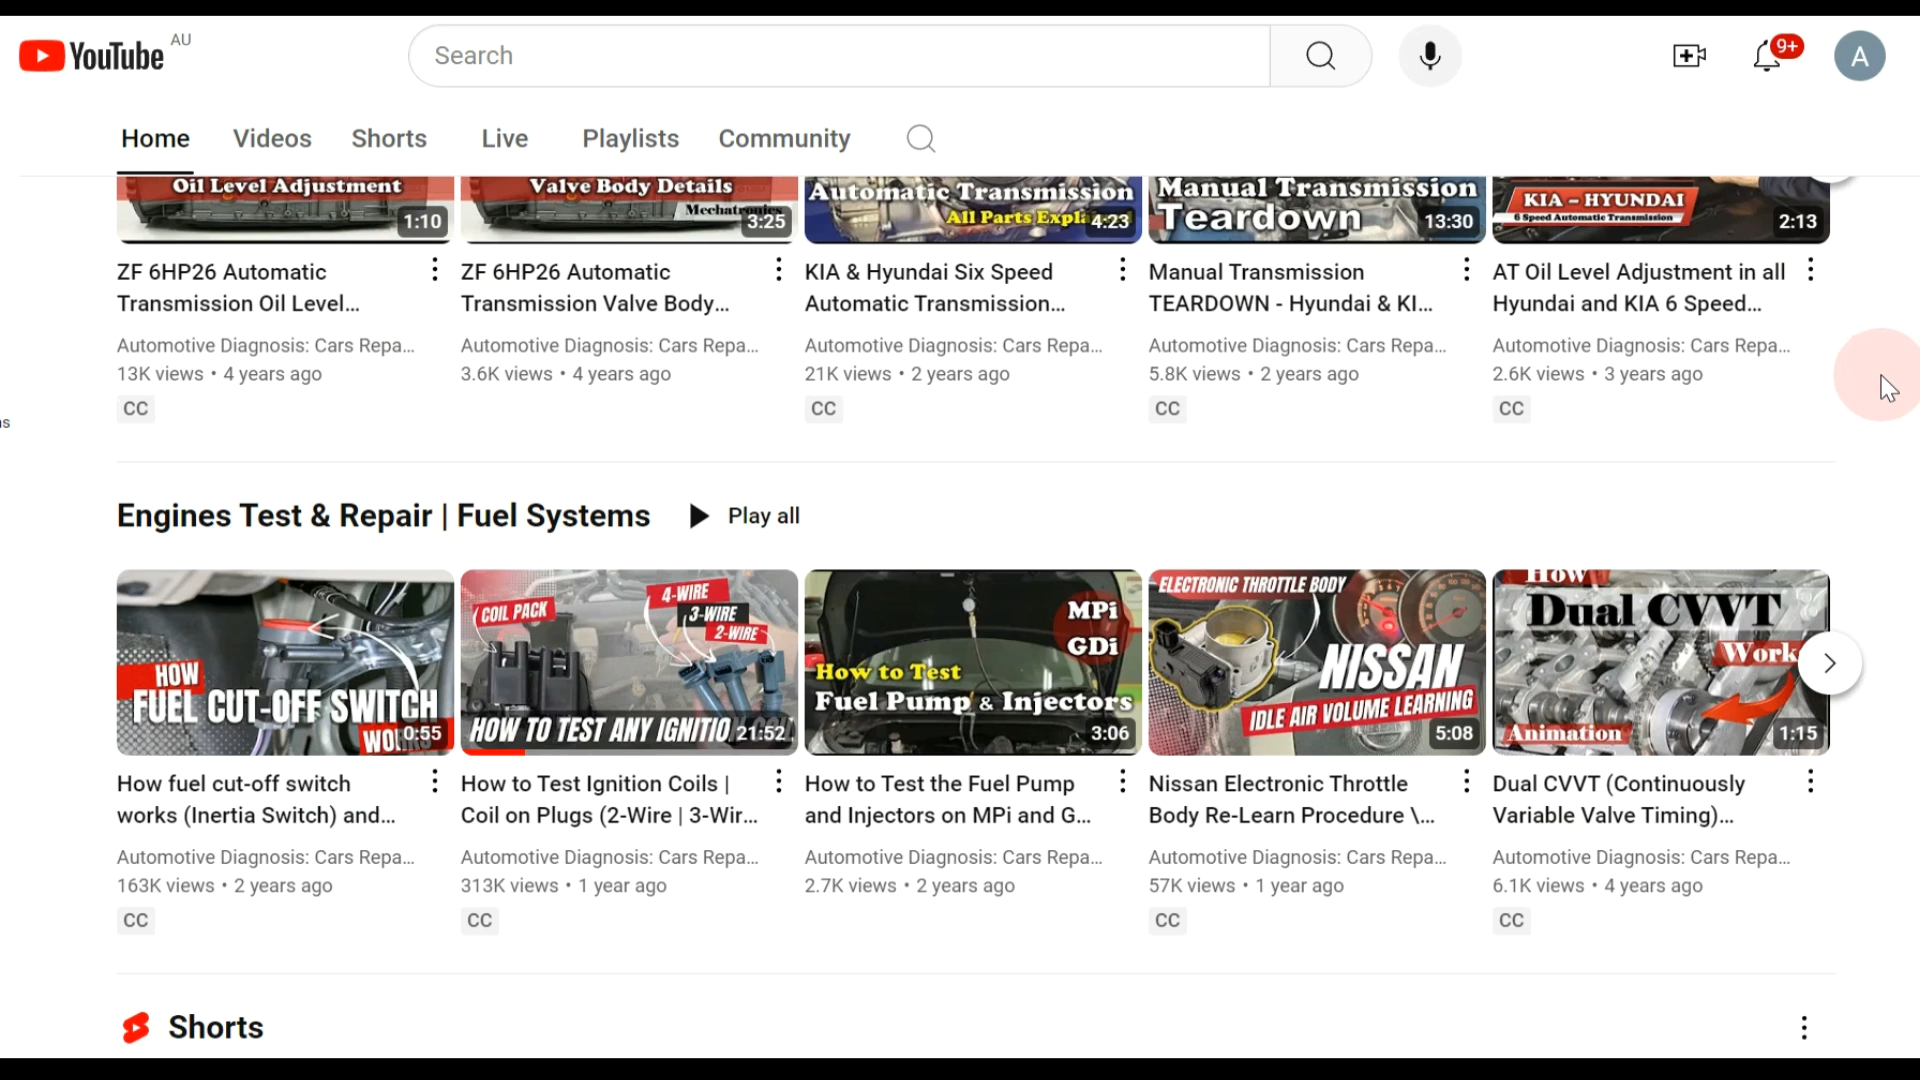 YouTube AU
Search
9+
A
Home Videos Shorts Live Playlists Community
Oil Level Adjustment
1:10
Valve Body Details
Mechatronics
3:25
Automatic Transmission
All Parts Expla
4:23
Manual Transmission
Teardown
13:30
KIA - HYUNDAI
6 Speed Automatic Transmission
2:13
ZF 6HP26 Automatic
Transmission Oil Level...
Automotive Diagnosis: Cars Repa...
13K views • 4 years ago
CC
ZF 6HP26 Automatic
Transmission Valve Body...
Automotive Diagnosis: Cars Repa...
3.6K views • 4 years ago
KIA & Hyundai Six Speed
Automatic Transmission...
Automotive Diagnosis: Cars Repa...
21K views • 2 years ago
CC
Manual Transmission
TEARDOWN - Hyundai & KI...
Automotive Diagnosis: Cars Repa...
5.8K views • 2 years ago
CC
AT Oil Level Adjustment in all
Hyundai and KIA 6 Speed...
Automotive Diagnosis: Cars Repa...
2.6K views • 3 years ago
CC
Engines Test & Repair | Fuel Systems
Play all
HOW
FUEL CUT-OFF SWITCH
WORKS
0:55
COIL PACK
4-WIRE
3-WIRE
2-WIRE
HOW TO TEST ANY IGNITIO
21:52
MPi
GDi
How to Test
Fuel Pump & Injectors
3:06
ELECTRONIC THROTTLE BODY
NISSAN
IDLE AIR VOLUME LEARNING
5:08
How
Dual CVVT
Work
Animation
1:15
How fuel cut-off switch
works (Inertia Switch) and...
Automotive Diagnosis: Cars Repa...
163K views • 2 years ago
CC
How to Test Ignition Coils |
Coil on Plugs (2-Wire | 3-Wir...
Automotive Diagnosis: Cars Repa...
313K views • 1 year ago
CC
How to Test the Fuel Pump
and Injectors on MPi and G...
Automotive Diagnosis: Cars Repa...
2.7K views • 2 years ago
Nissan Electronic Throttle
Body Re-Learn Procedure \...
Automotive Diagnosis: Cars Repa...
57K views • 1 year ago
CC
Dual CVVT (Continuously
Variable Valve Timing)...
Automotive Diagnosis: Cars Repa...
6.1K views • 4 years ago
CC
Shorts